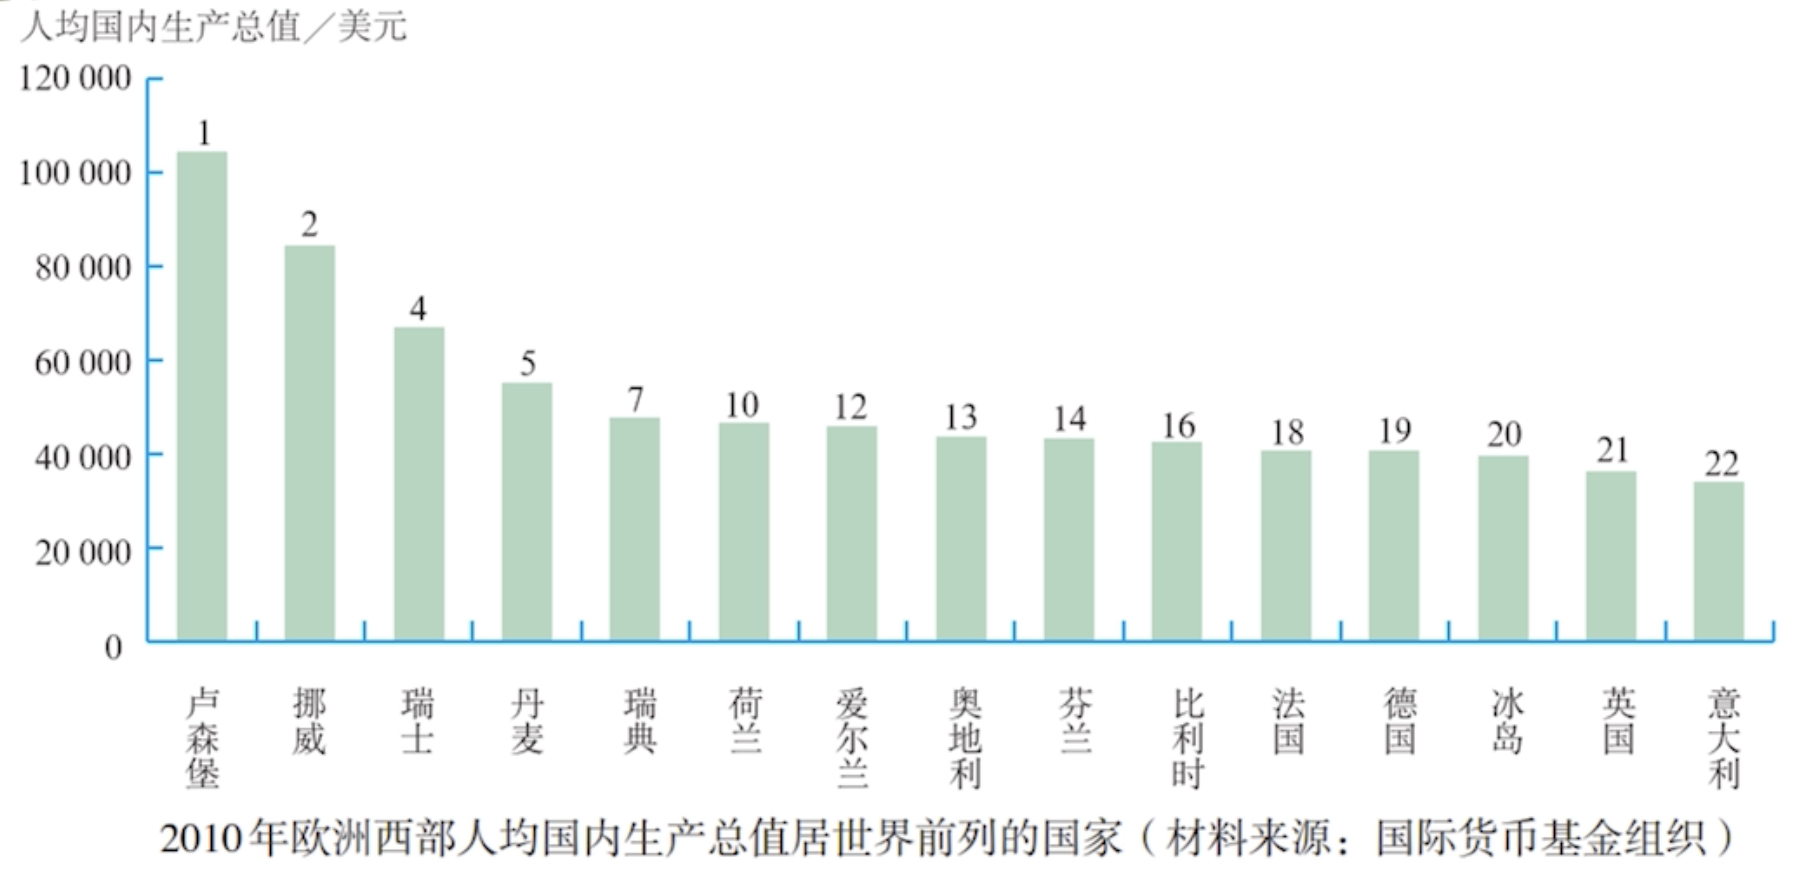 人均国内生产总值／美元
120 000
100 000
80 000
60 000
40 000
20 000
0
1
2
4
5
7
10
12
13
14
16
18
19
20
21
22
卢森堡
挪威
瑞士
丹麦
瑞典
荷兰
爱尔兰
奥地利
芬兰
比利时
法国
德国
冰岛
英国
意大利
2010年欧洲西部人均国内生产总值居世界前列的国家（材料来源：国际货币基金组织）